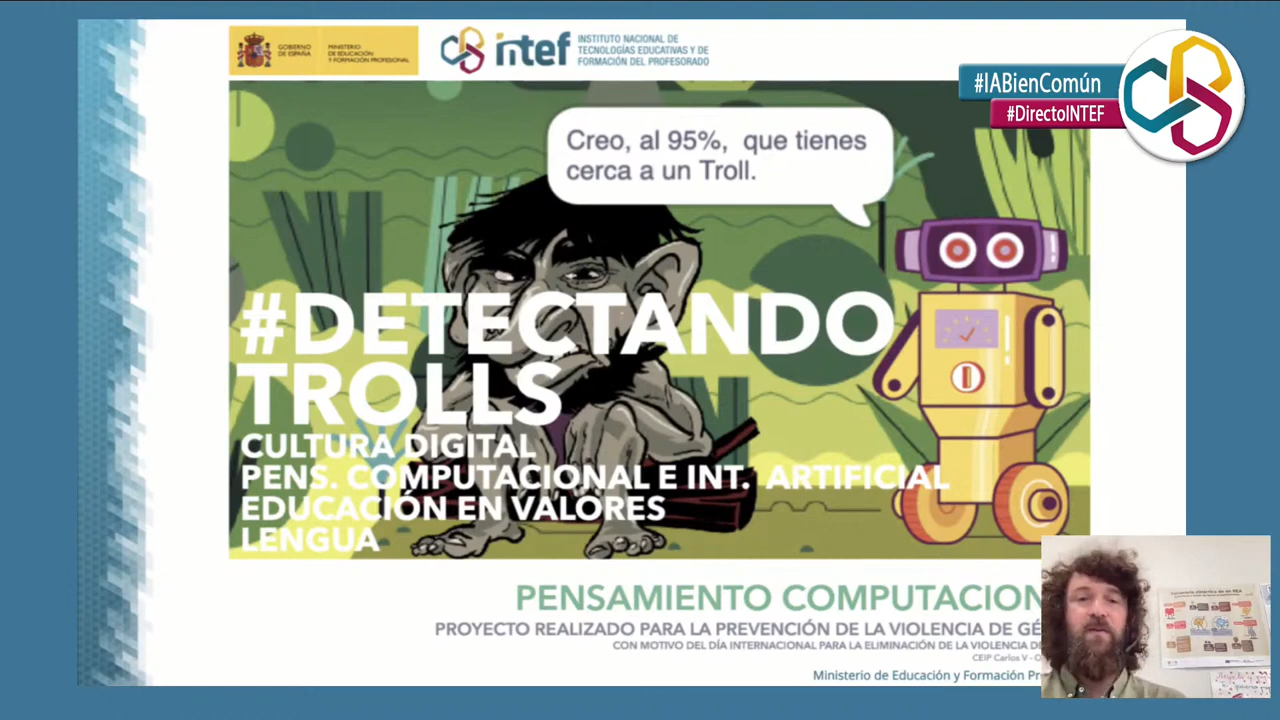 GOBIERNO
DE ESPAÑA
MINISTERIO
DE EDUCACIÓN
Y FORMACIÓN PROFESIONAL
intef
INSTITUTO NACIONAL DE
TECNOLOGÍAS EDUCATIVAS Y DE
FORMACIÓN DEL PROFESORADO
#IABienComún
#DirectoINTEF
Creo, al 95%, que tienes
cerca a un Troll.
#DETECTANDO
TROLLS
CULTURA DIGITAL
PENS. COMPUTACIONAL E INT. ARTIFICIAL
EDUCACIÓN EN VALORES
LENGUA
PENSAMIENTO COMPUTACION
PROYECTO REALIZADO PARA LA PREVENCIÓN DE LA VIOLENCIA DE GÉ
CON MOTIVO DEL DÍA INTERNACIONAL PARA LA ELIMINACIÓN DE LA VIOLENCIA DE
CEIP Carlos V - O
Ministerio de Educación y Formación Pr